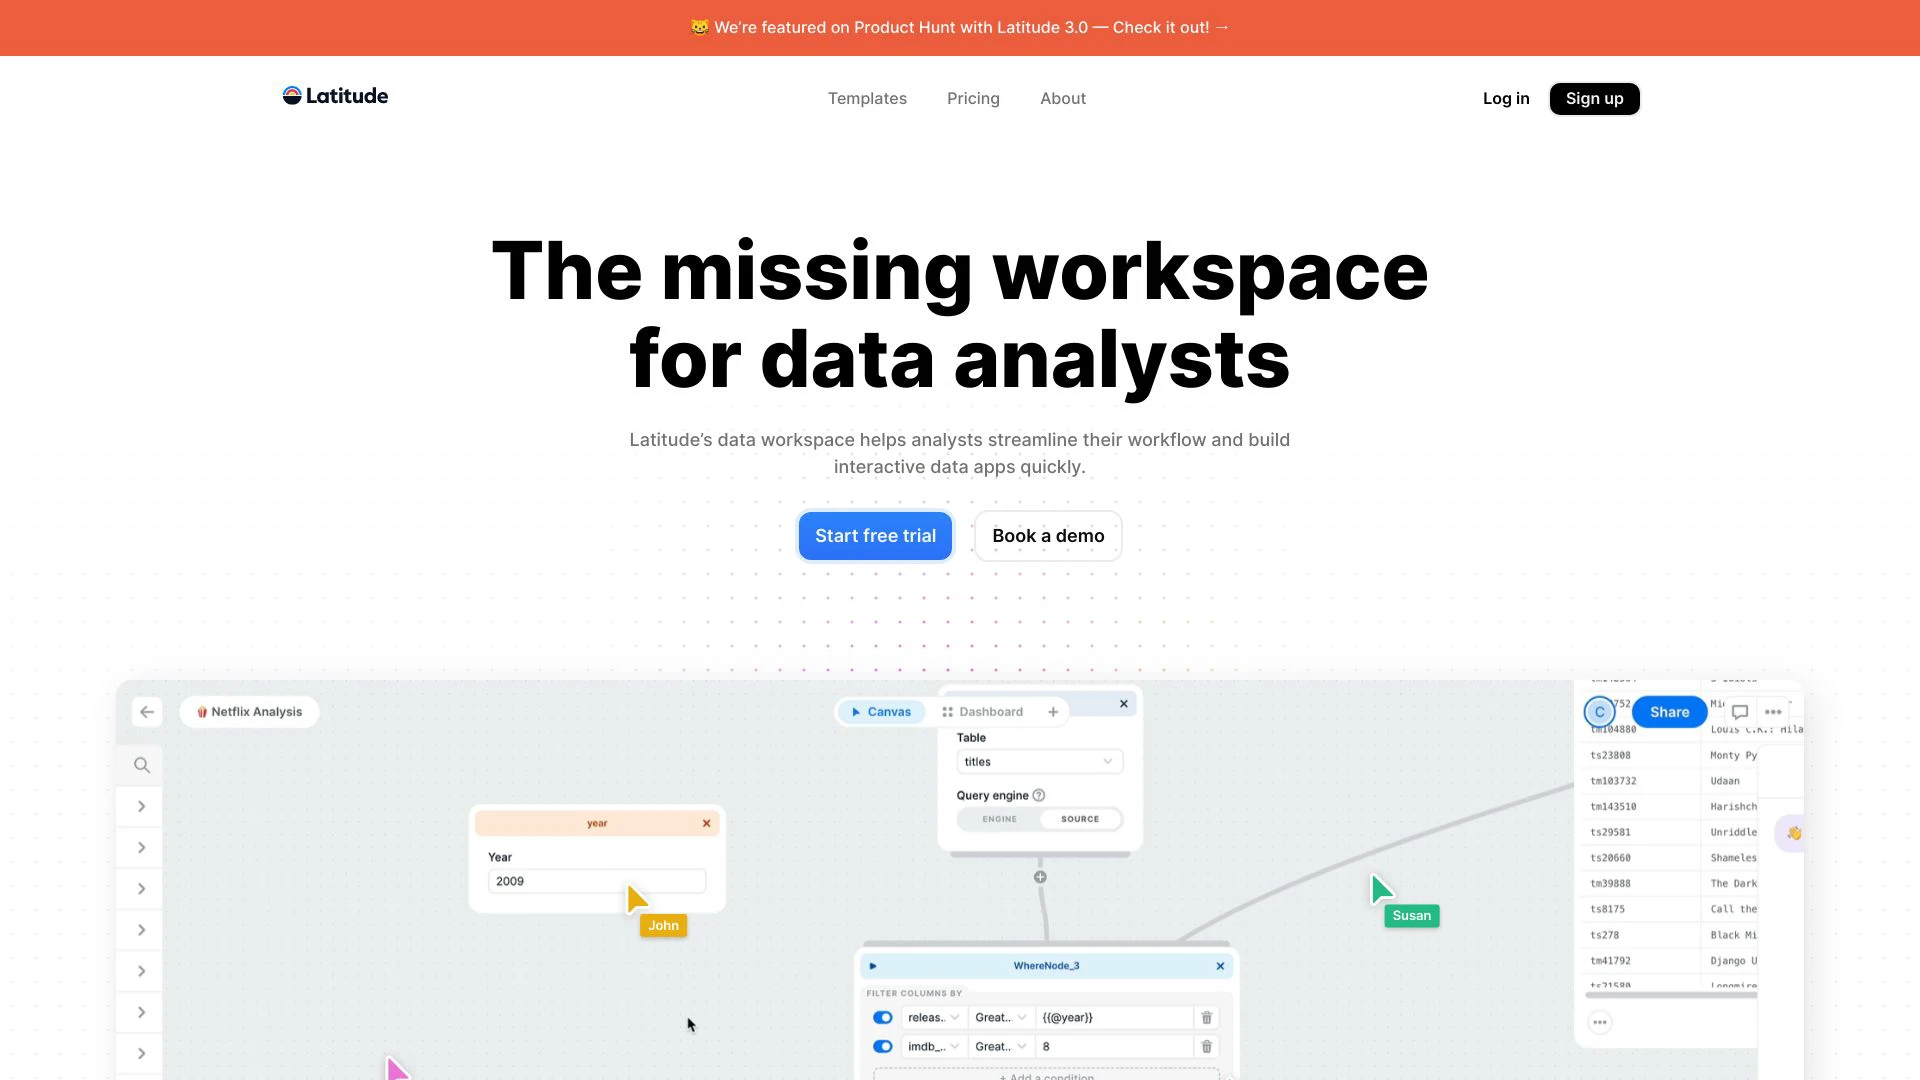 😺 We're featured on Product Hunt with Latitude 3.0 — Check it out! →
Latitude
Templates
Pricing
About
Log in
Sign up
The missing workspace
for data analysts
Latitude's data workspace helps analysts streamline their workflow and build
interactive data apps quickly.
Start free trial
Book a demo
Netflix Analysis
Canvas
Dashboard
C
Share
Table
titles
Query engine
ENGINE
SOURCE
year
Year
2009
John
Susan
WhereNode_3
FILTER COLUMNS BY
releas.. Great.. {{@year}}
imdb_.. Great.. 8
+ Add a condition
tm104880 Louis C.K.: Hila
ts23808 Monty Py
tm103732 Udaan
tm143510 Harishch
ts29581 Unriddle
ts20660 Shameles
tm39888 The Dark
ts8175 Call the
ts278 Black Mi
tm41792 Django U
ts21580 Longmire